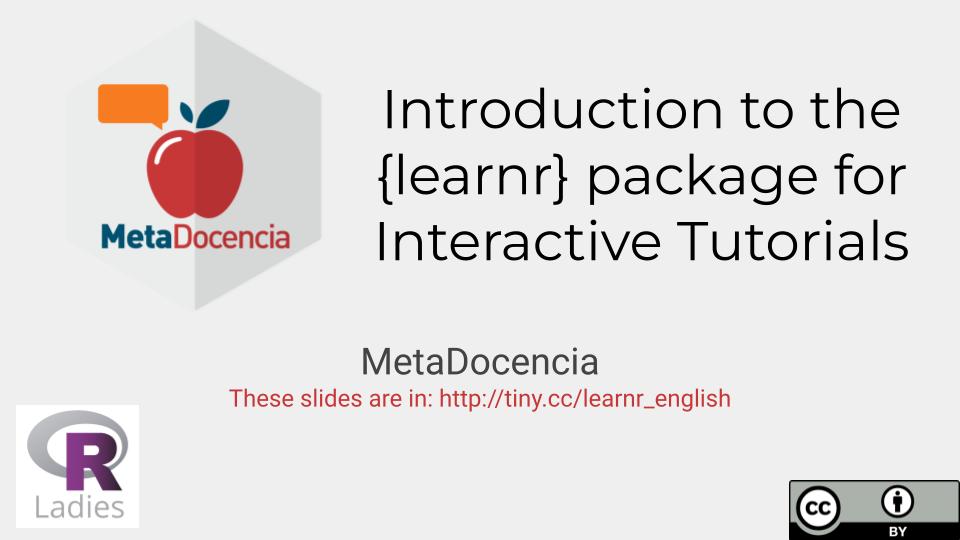 Introduction to the
{learnr} package for
Interactive Tutorials
MetaDocencia
MetaDocencia
These slides are in: http://tiny.cc/learnr_english
R
Ladies
CC
BY